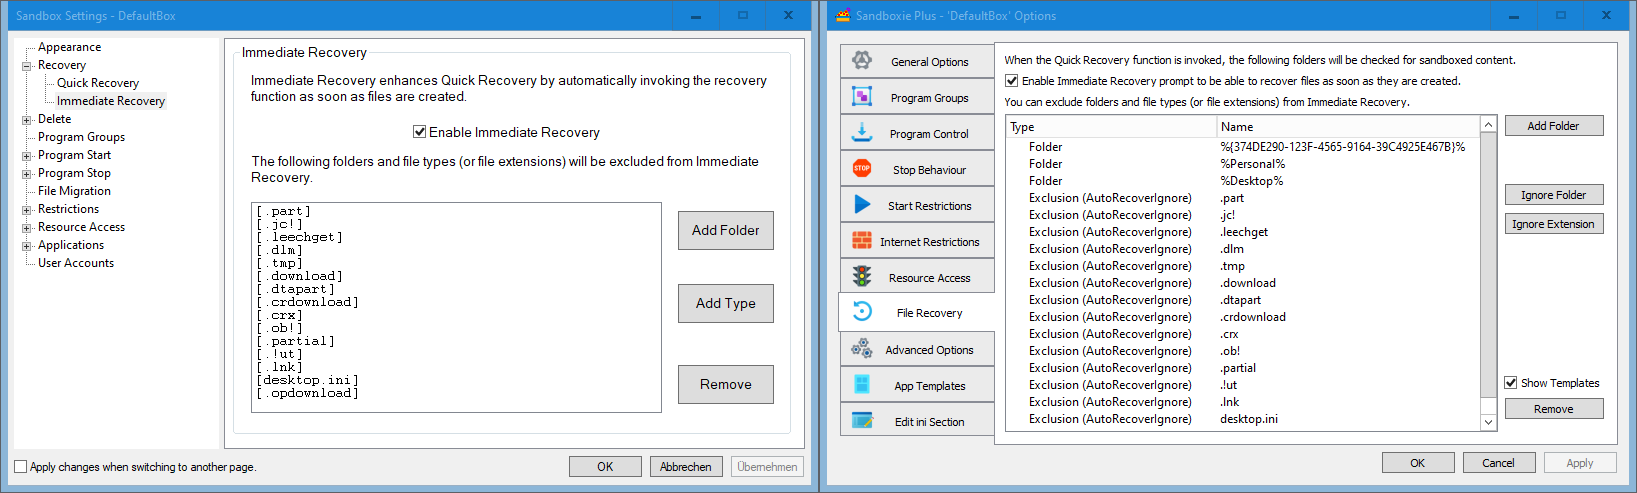 Sandbox Settings - DefaultBox
Appearance
Recovery
Quick Recovery
Immediate Recovery
Delete
Program Groups
Program Start
Program Stop
File Migration
Restrictions
Resource Access
Applications
User Accounts
Immediate Recovery
Immediate Recovery enhances Quick Recovery by automatically invoking the recovery
function as soon as files are created.
Enable Immediate Recovery
The following folders and file types (or file extensions) will be excluded from Immediate
Recovery.
[.part]
[.jc!]
[.leechget]
[.dlm]
[.tmp]
[.download]
[.dtapart]
[.crdownload]
[.crx]
[.ob!]
[.partial]
[.!ut]
[.lnk]
[desktop.ini]
[.opdownload]
Add Folder
Add Type
Remove
Apply changes when switching to another page.
OK
Abbrechen
Übernehmen
Sandboxie Plus - 'DefaultBox' Options
General Options
Program Groups
Program Control
STOP
Stop Behaviour
Start Restrictions
Internet Restrictions
Resource Access
File Recovery
Advanced Options
App Templates
Edit ini Section
When the Quick Recovery function is invoked, the following folders will be checked for sandboxed content.
Enable Immediate Recovery prompt to be able to recover files as soon as they are created.
You can exclude folders and file types (or file extensions) from Immediate Recovery.
Type Name
Folder %{374DE290-123F-4565-9164-39C4925E467B}%
Folder %Personal%
Folder %Desktop%
Exclusion (AutoRecoverIgnore) .part
Exclusion (AutoRecoverIgnore) .jc!
Exclusion (AutoRecoverIgnore) .leechget
Exclusion (AutoRecoverIgnore) .dlm
Exclusion (AutoRecoverIgnore) .tmp
Exclusion (AutoRecoverIgnore) .download
Exclusion (AutoRecoverIgnore) .dtapart
Exclusion (AutoRecoverIgnore) .crdownload
Exclusion (AutoRecoverIgnore) .crx
Exclusion (AutoRecoverIgnore) .ob!
Exclusion (AutoRecoverIgnore) .partial
Exclusion (AutoRecoverIgnore) .!ut
Exclusion (AutoRecoverIgnore) .lnk
Exclusion (AutoRecoverIgnore) desktop.ini
Add Folder
Ignore Folder
Ignore Extension
Show Templates
Remove
OK
Cancel
Apply